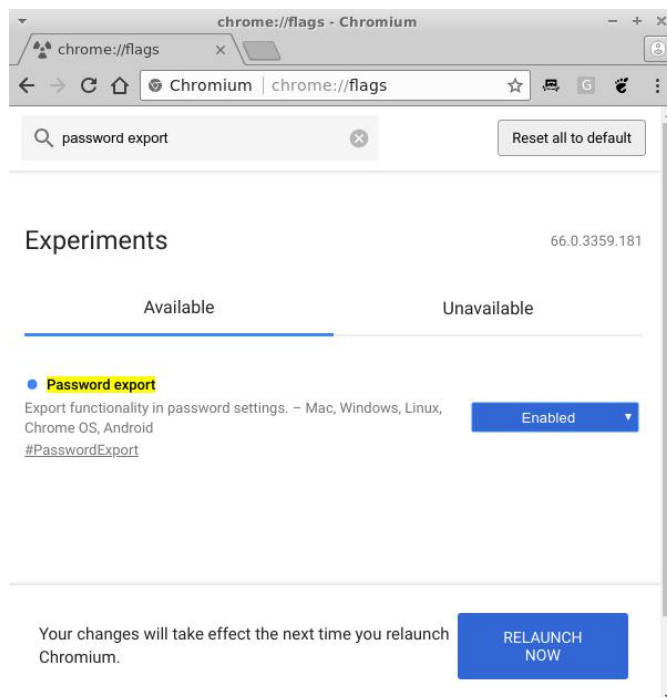 chrome://flags - Chromium
chrome://flags
Chromium | chrome://flags
G
password export
Reset all to default
Experiments
66.0.3359.181
Available
Unavailable
Password export
Export functionality in password settings. – Mac, Windows, Linux,
Chrome OS, Android
#PasswordExport
Enabled
Your changes will take effect the next time you relaunch
Chromium.
RELAUNCH
NOW